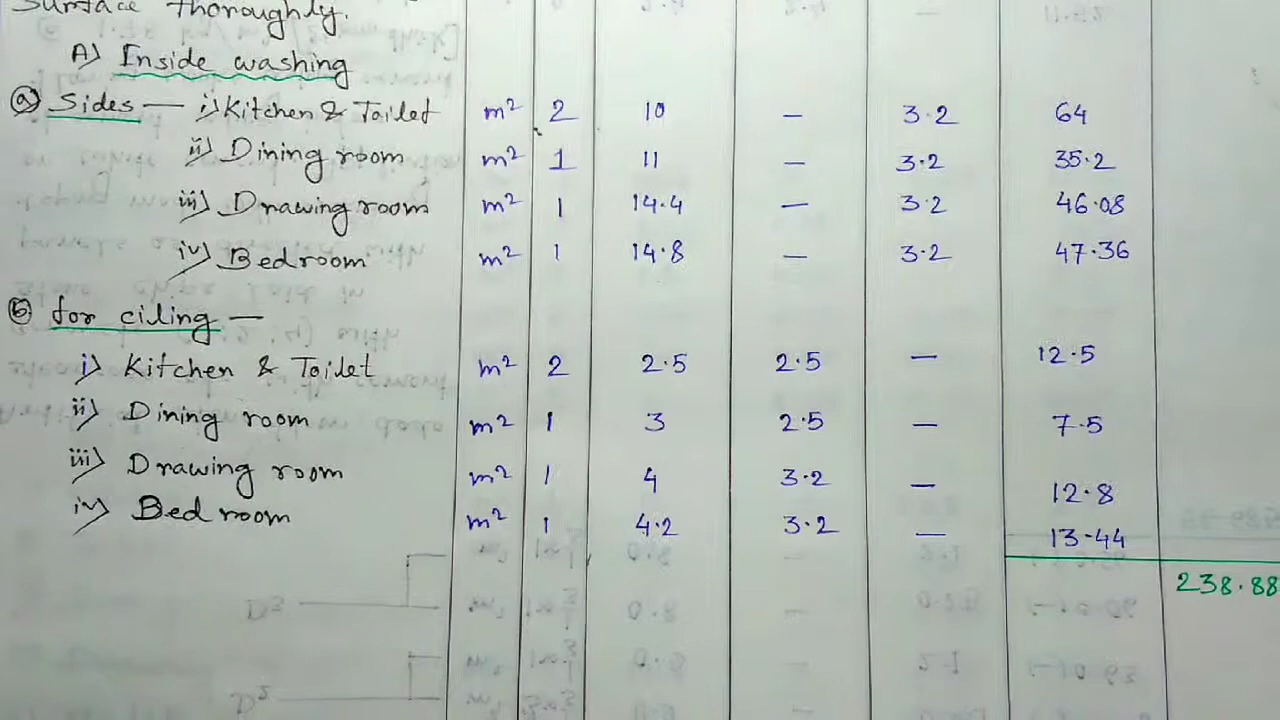 Surface thoroughly.
A) Inside washing
a) Sides — i) Kitchen & Toilet m² 2 10 — 3.2 64
ii) Dining room m² 1 11 — 3.2 35.2
iii) Drawing room m² 1 14.4 — 3.2 46.08
iv) Bedroom m² 1 14.8 — 3.2 47.36
b) for ciling —
i) Kitchen & Toilet m² 2 2.5 2.5 — 12.5
ii) Dining room m² 1 3 2.5 — 7.5
iii) Drawing room m² 1 4 3.2 — 12.8
iv) Bed room m² 1 4.2 3.2 — 13.44
238.88